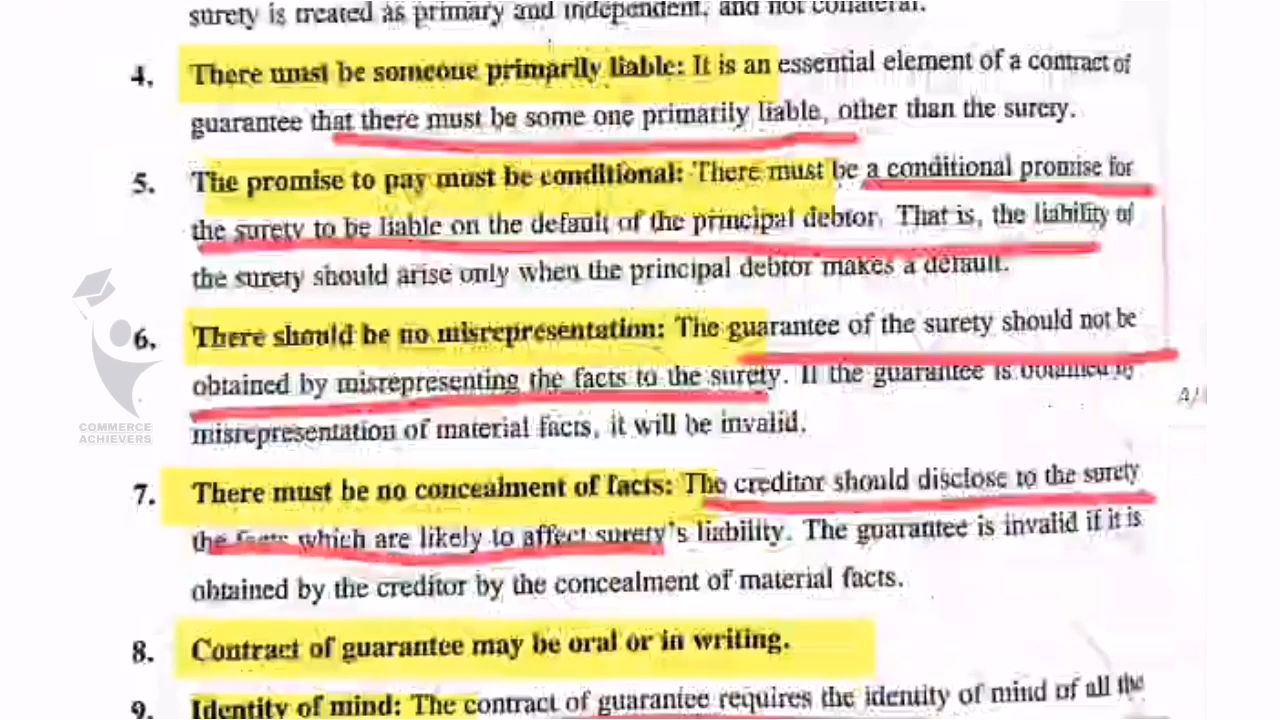 surety is treated as primary and independent, and not collateral.
4. There must be someone primarily liable: It is an essential element of a contract of
guarantee that there must be some one primarily liable, other than the surety.
5. The promise to pay must be conditional: There must be a conditional promise for
the surety to be liable on the default of the principal debtor. That is, the liability of
the surety should arise only when the principal debtor makes a default.
6. There should be no misrepresentation: The guarantee of the surety should not be
obtained by misrepresenting the facts to the surety. If the guarantee is obtained by
misrepresentation of material facts, it will be invalid.
7. There must be no concealment of facts: The creditor should disclose to the surety
the facts which are likely to affect surety's liability. The guarantee is invalid if it is
obtained by the creditor by the concealment of material facts.
8. Contract of guarantee may be oral or in writing.
9. Identity of mind: The contract of guarantee requires the identity of mind of all the
COMMERCE
ACHIEVERS